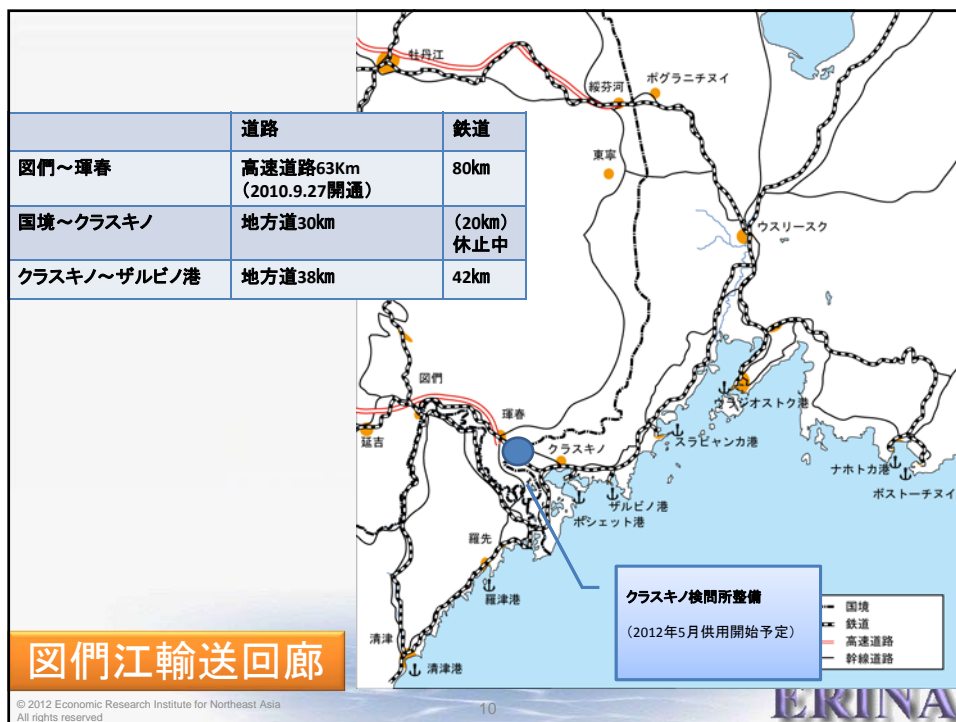 道路 鉄道
図們～琿春 高速道路63Km 80km
（2010.9.27開通）
国境～クラスキノ 地方道30km （20km）
休止中
クラスキノ～ザルビノ港 地方道38km 42km
牡丹江
綏芬河
ポグラニチヌイ
東寧
ウスリースク
図們
延吉
琿春
クラスキノ
ウラジオストク港
スラビャンカ港
ザルビノ港
ポシェット港
ナホトカ港
ボストーチヌイ
羅先
羅津港
清津
清津港
クラスキノ検問所整備
（2012年5月供用開始予定）
国境
鉄道
高速道路
幹線道路
図們江輸送回廊
© 2012 Economic Research Institute for Northeast Asia
All rights reserved
10
ERINA